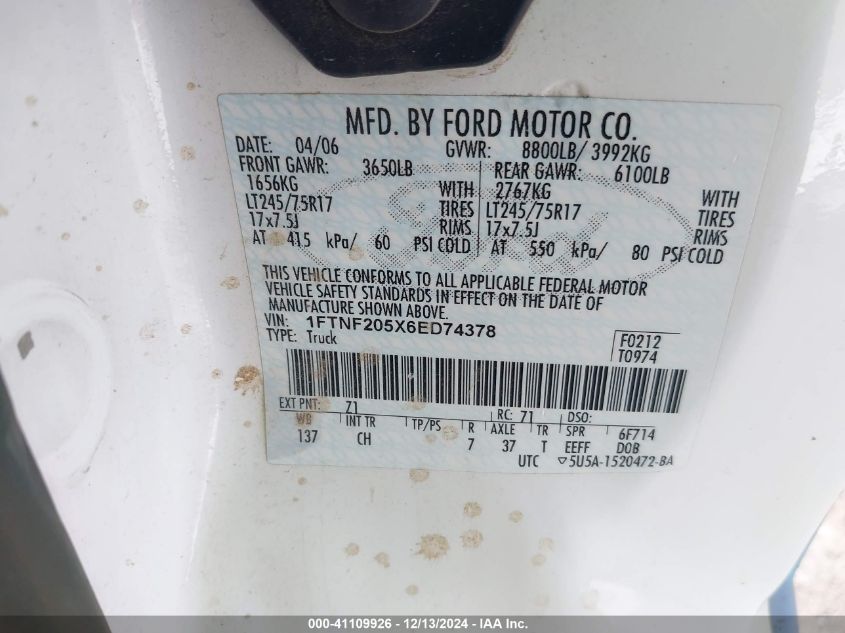 MFD. BY FORD MOTOR CO.
DATE: 04/06 GVWR: 8800LB/ 3992KG
FRONT GAWR: 3650LB REAR GAWR: 6100LB
1656KG WITH 2767KG WITH
LT245/75R17 TIRES LT245/75R17 TIRES
17x7.5J RIMS 17x7.5J RIMS
AT 415 kPa/ 60 PSI COLD AT 550 kPa/ 80 PSI COLD
THIS VEHICLE CONFORMS TO ALL APPLICABLE FEDERAL MOTOR
VEHICLE SAFETY STANDARDS IN EFFECT ON THE DATE OF
MANUFACTURE SHOWN ABOVE.
VIN: 1FTNF205X6ED74378
TYPE: Truck
F0212
T0974
EXT PNT: Z1 RC: 71 DSO:
WB INT TR TP/PS R AXLE TR SPR 6F714
137 CH 7 37 T EEFF DOB
UTC ▽5U5A-1520472-BA
000-41109926 - 12/13/2024 - IAA Inc.